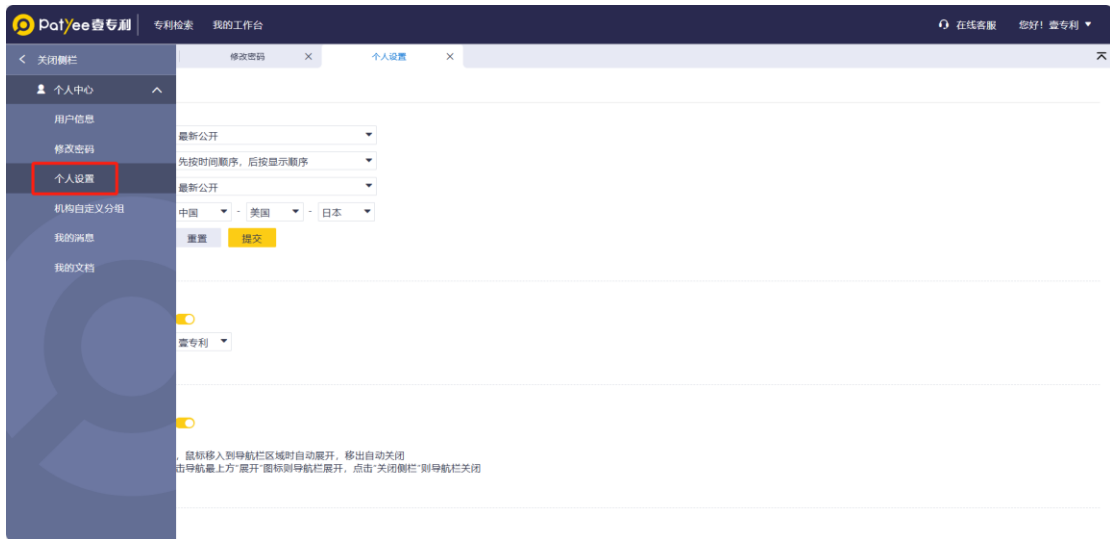 Patyee壹专利 专利检索 我的工作台 在线客服 您好！壹专利
关闭侧栏 修改密码 个人设置
个人中心
用户信息
最新公开
修改密码
先按时间顺序，后按显示顺序
个人设置
最新公开
机构自定义分组
中国 - 美国 - 日本
我的消息
重置 提交
我的文档
壹专利
，鼠标移入到导航栏区域时自动展开，移出自动关闭
击导航最上方“展开”图标则导航栏展开，点击“关闭侧栏”则导航栏关闭